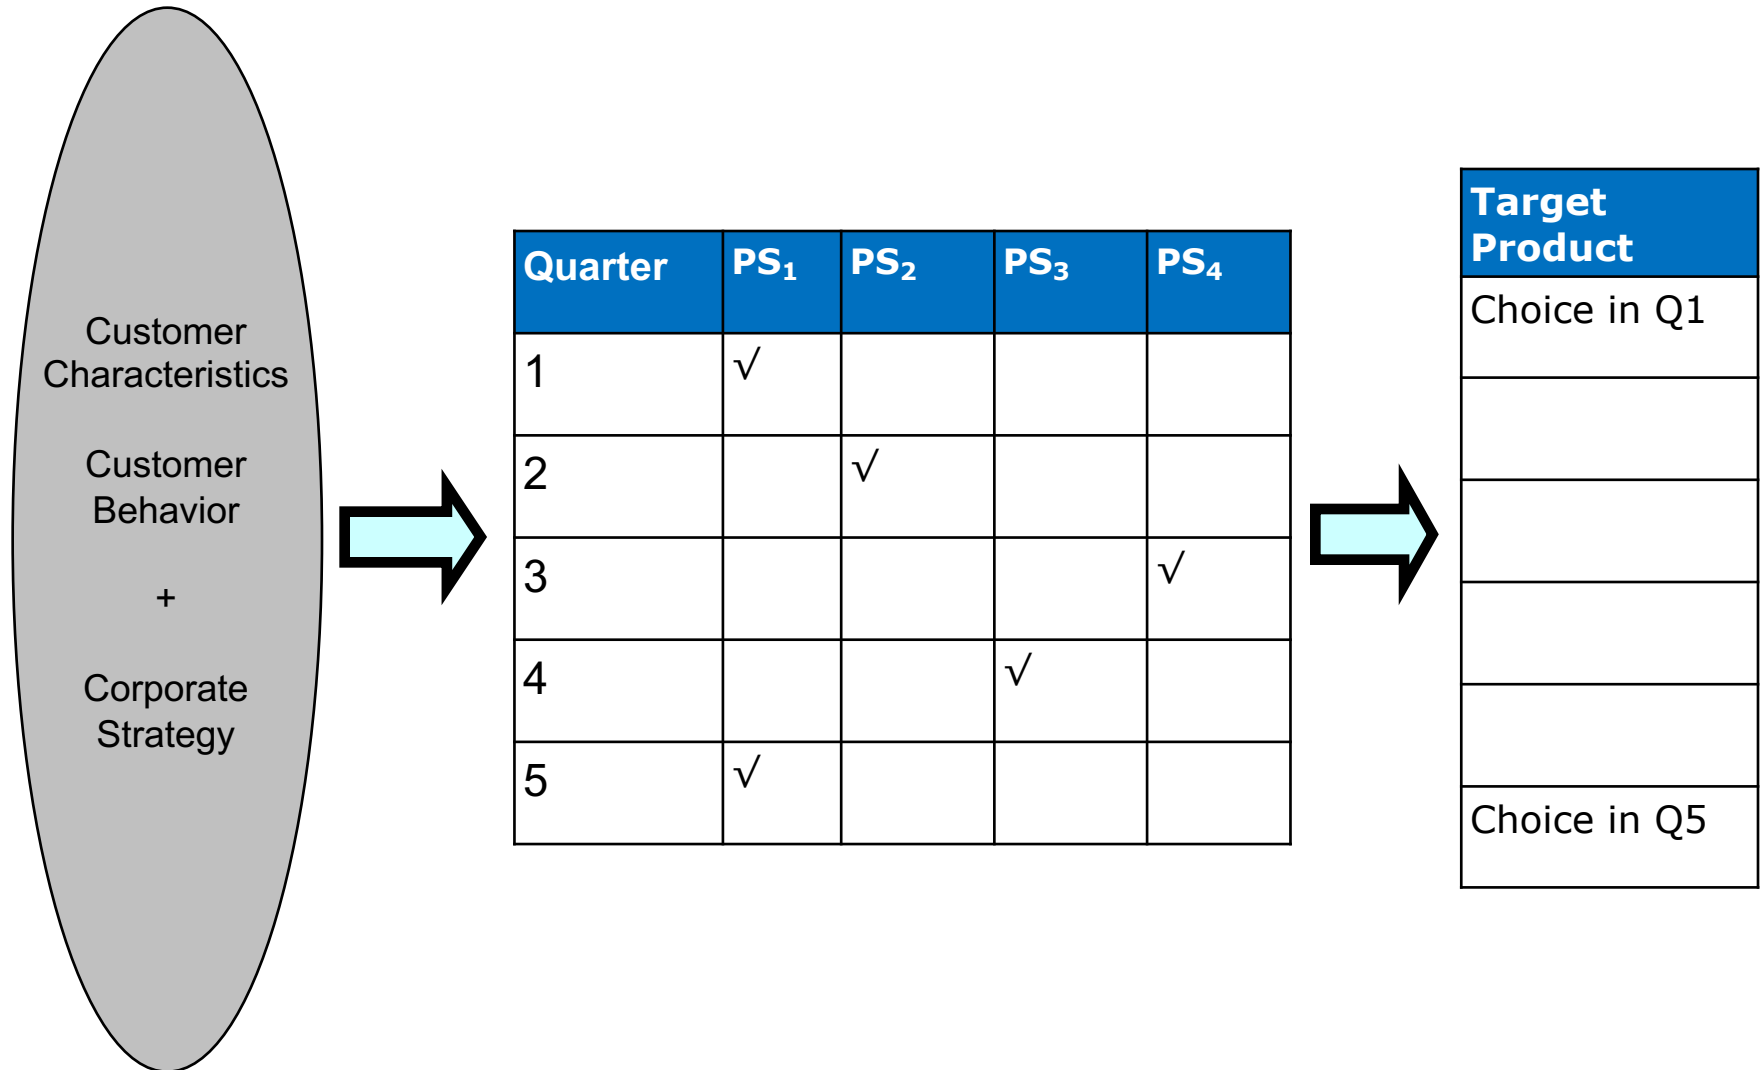 Customer
Characteristics
Customer
Behavior
+
Corporate
Strategy
Quarter PS₁ PS₂ PS₃ PS₄
1 √
2 √
3 √
4 √
5 √
Target
Product
Choice in Q1
Choice in Q5